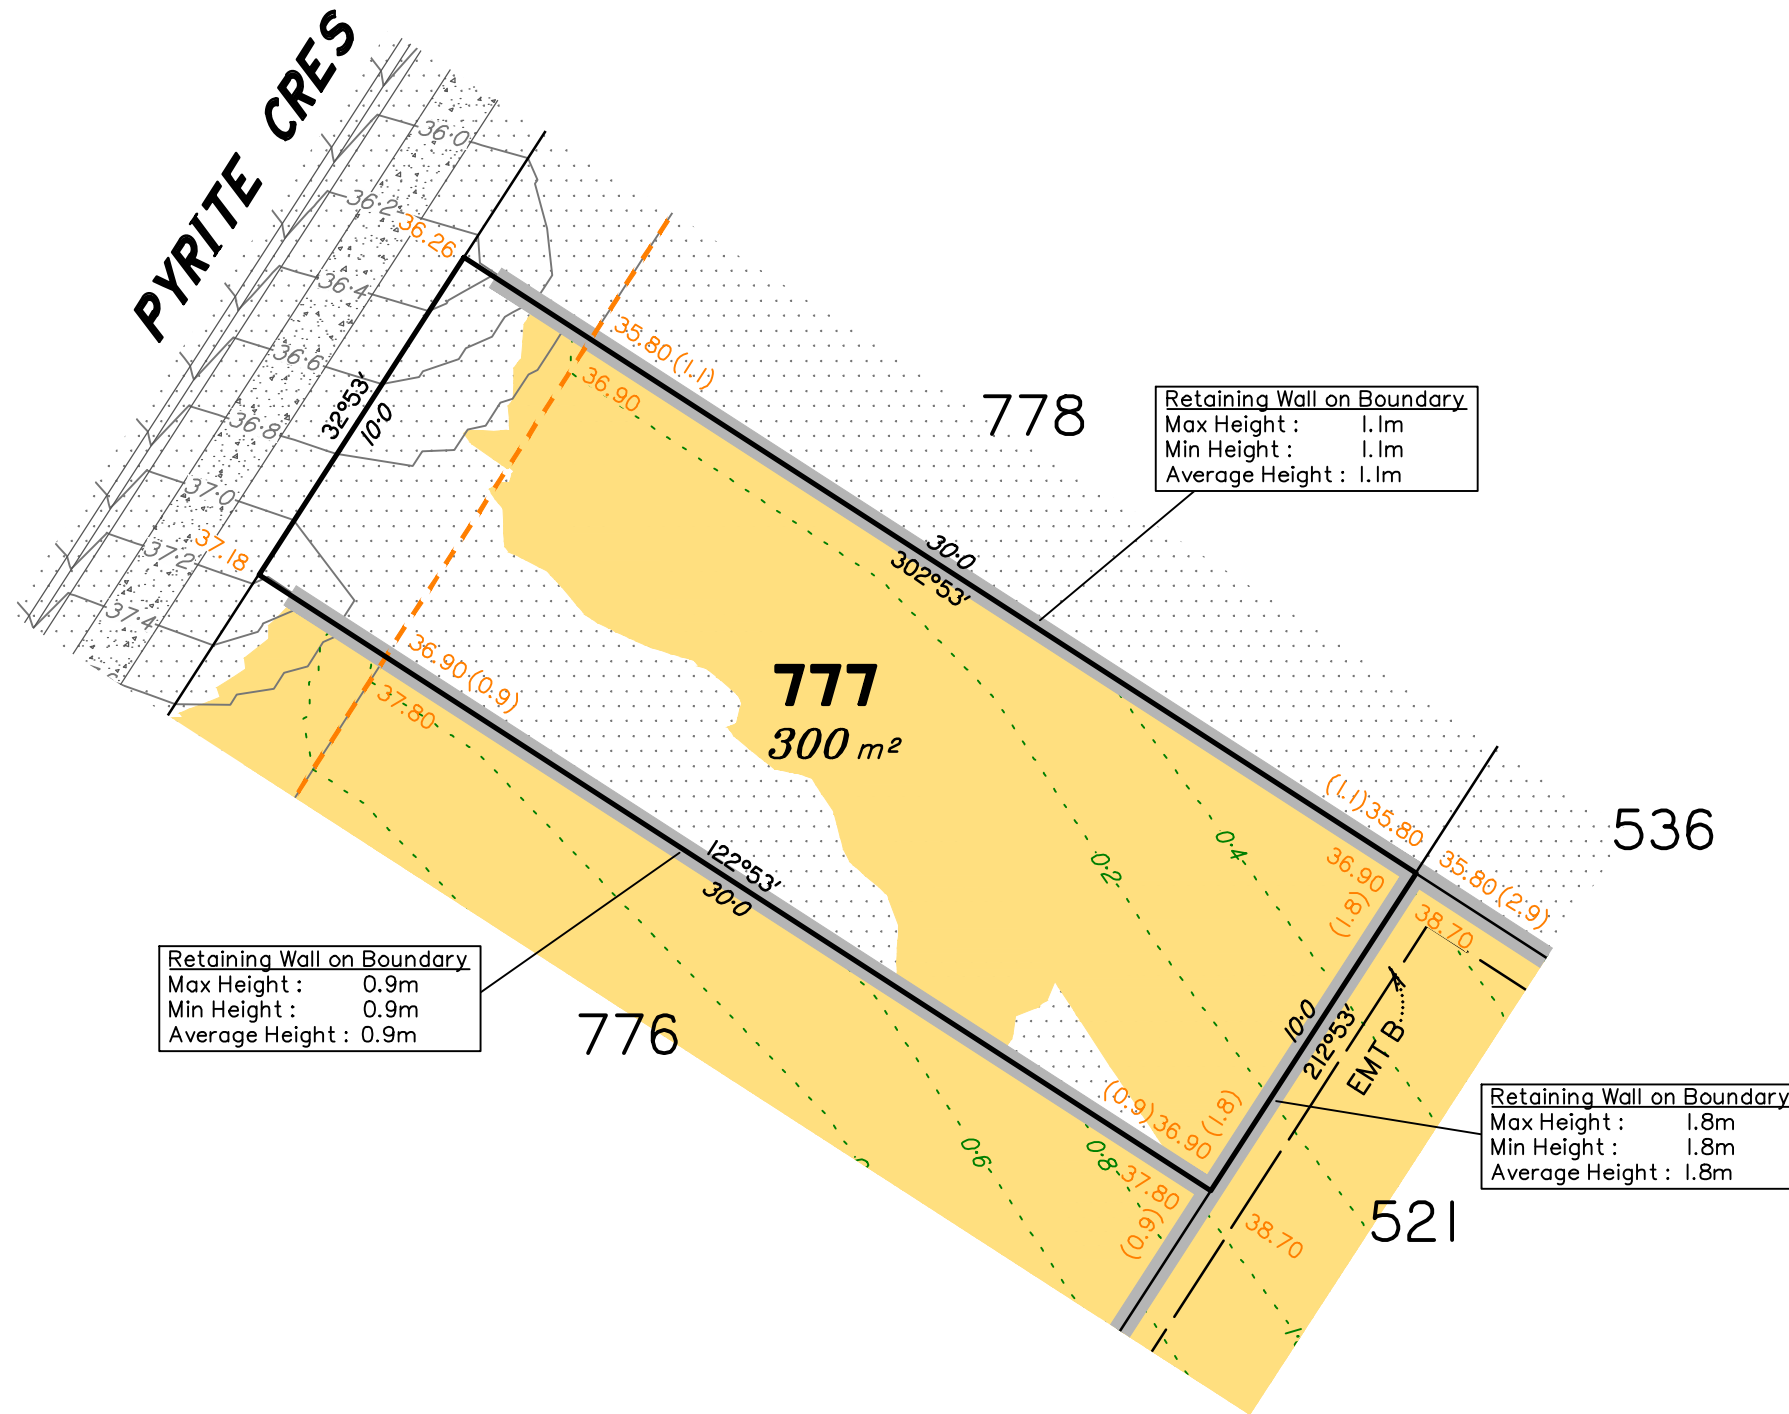 PYRITE CRES
36·0
36·2
36.26
36·4
36·6
36·8
37·0
37.18
37·2
37·4
32°53'
10·0
35.80 (1.1)
36.90
778
Retaining Wall on Boundary
Max Height : 1.1m
Min Height : 1.1m
Average Height : 1.1m
30·0
302°53'
36.90 (0.9)
37.80
777
300 m²
122°53'
30·0
0·2
0·4
(1.1) 35.80
36.90
(1.8)
35.80 (2.9)
38.70
536
Retaining Wall on Boundary
Max Height : 0.9m
Min Height : 0.9m
Average Height : 0.9m
776
10·0
212°53'
EMT B
A
(0.9) 36.90
(1.8)
0·6
0·8
37.80
(0.9)
38.70
521
Retaining Wall on Boundary
Max Height : 1.8m
Min Height : 1.8m
Average Height : 1.8m